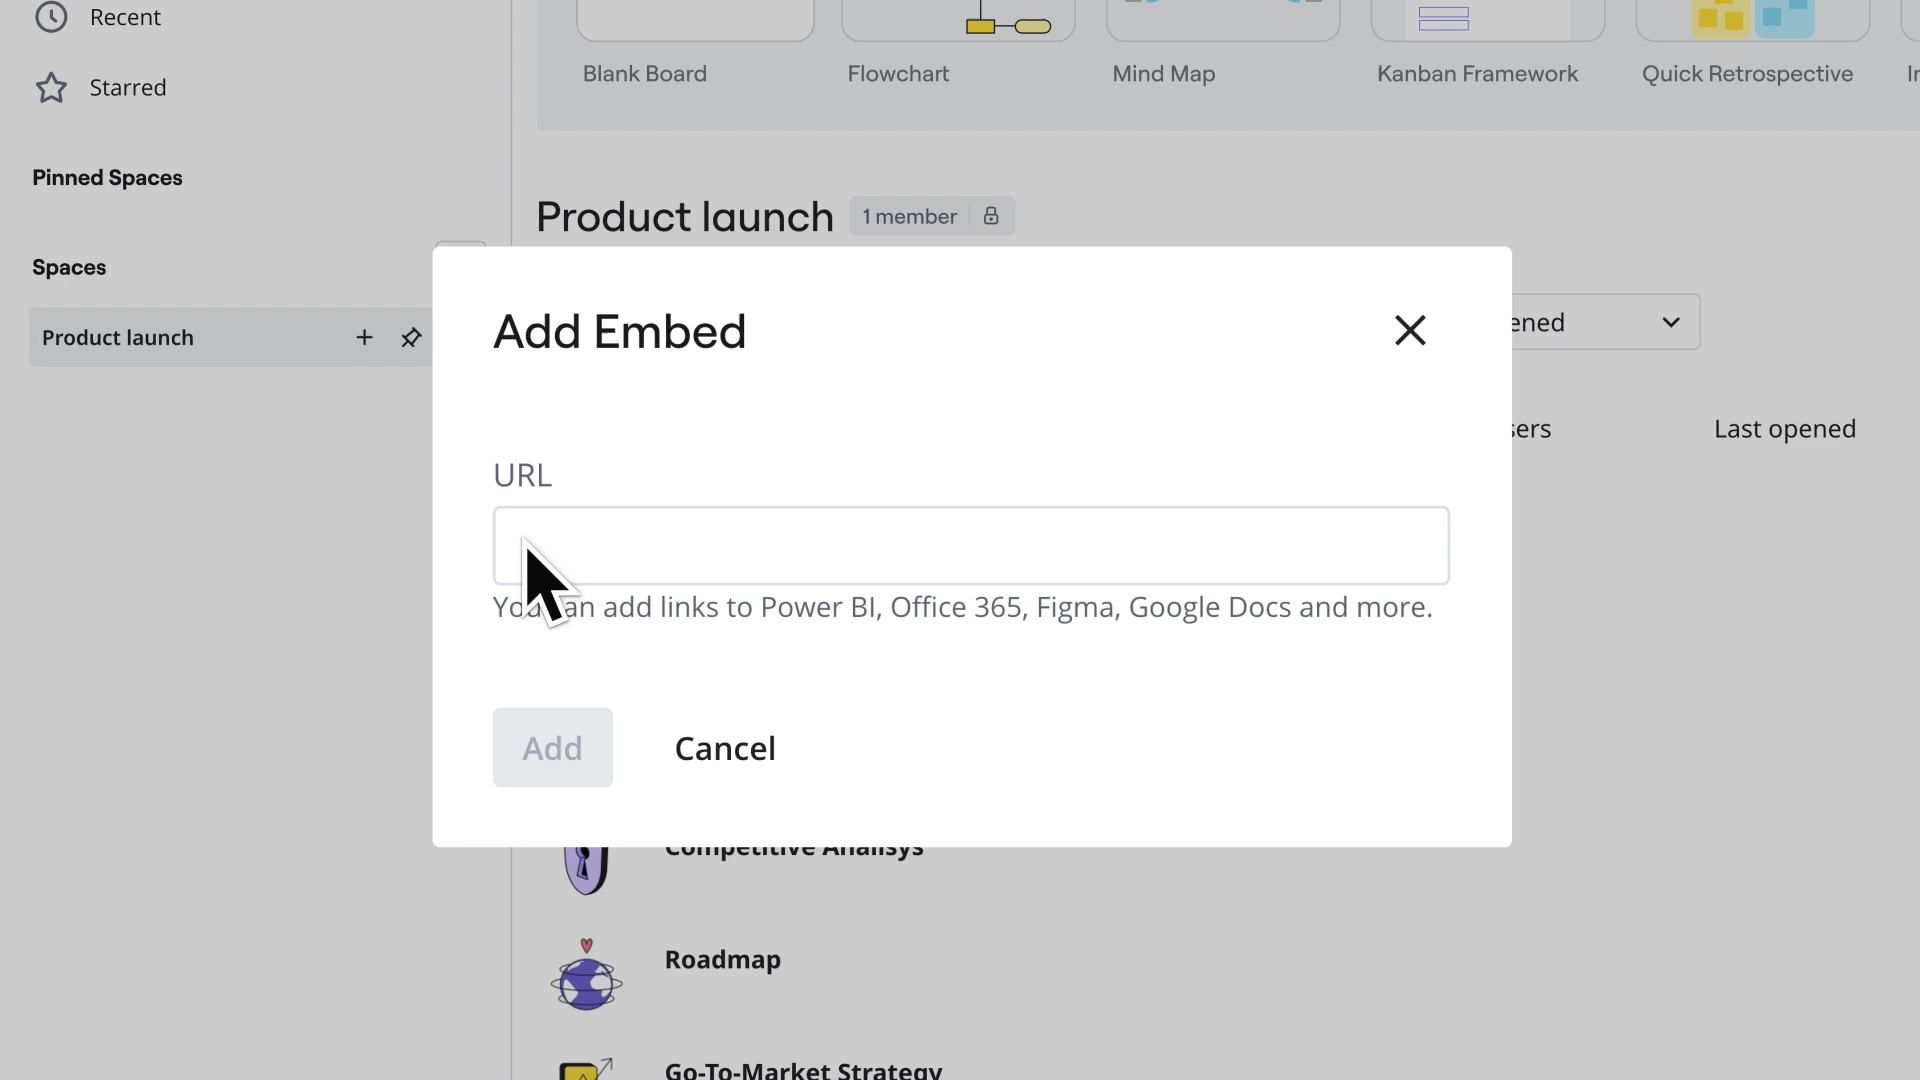 Recent
Starred
Pinned Spaces
Spaces
Product launch
Blank Board
Flowchart
Mind Map
Kanban Framework
Quick Retrospective
Product launch
1 member
ened
sers
Last opened
Add Embed
URL
You can add links to Power BI, Office 365, Figma, Google Docs and more.
Add
Cancel
Competitive Analisys
Roadmap
Go-To-Market Strategy